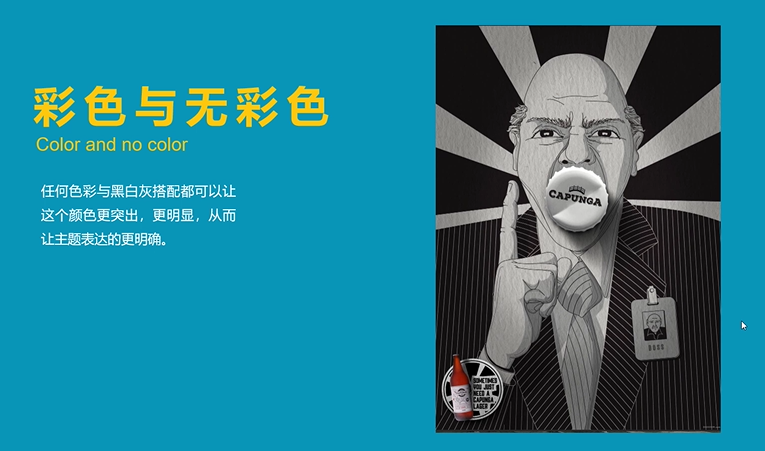 彩色与无彩色
Color and no color
任何色彩与黑白灰搭配都可以让
这个颜色更突出，更明显，从而
让主题表达的更明确。
CAPUNGA
SOMETIMES
YOU JUST
NEED A
CAPUNGA
LAGER